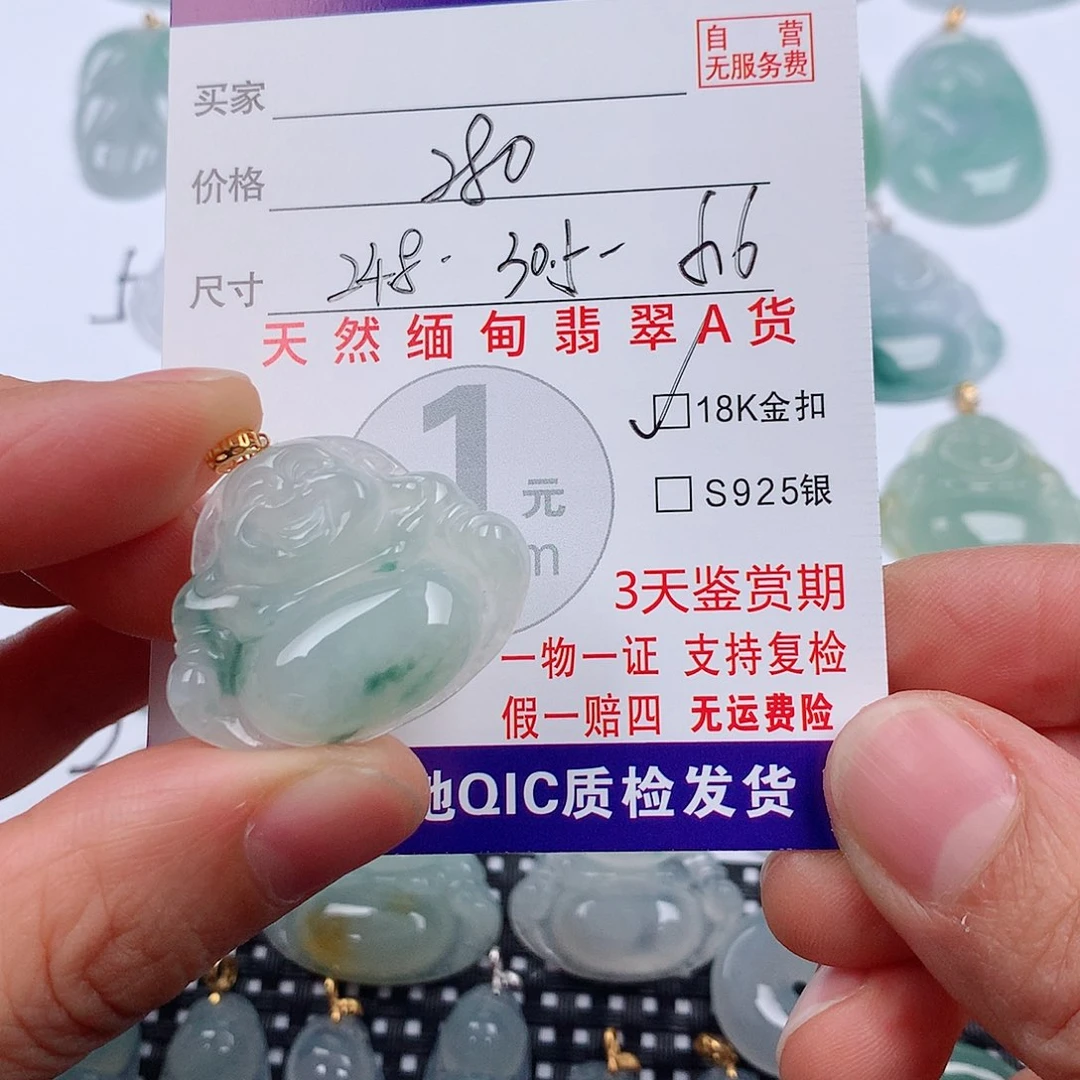 自 营
无服务费
买家
价格 280
尺寸 24.8 - 30.5 - 6.6
天然缅甸翡翠A货
1元
18K金扣
S925银
3天鉴赏期
一物一证 支持复检
假一赔四 无运费险
地QIC质检发货